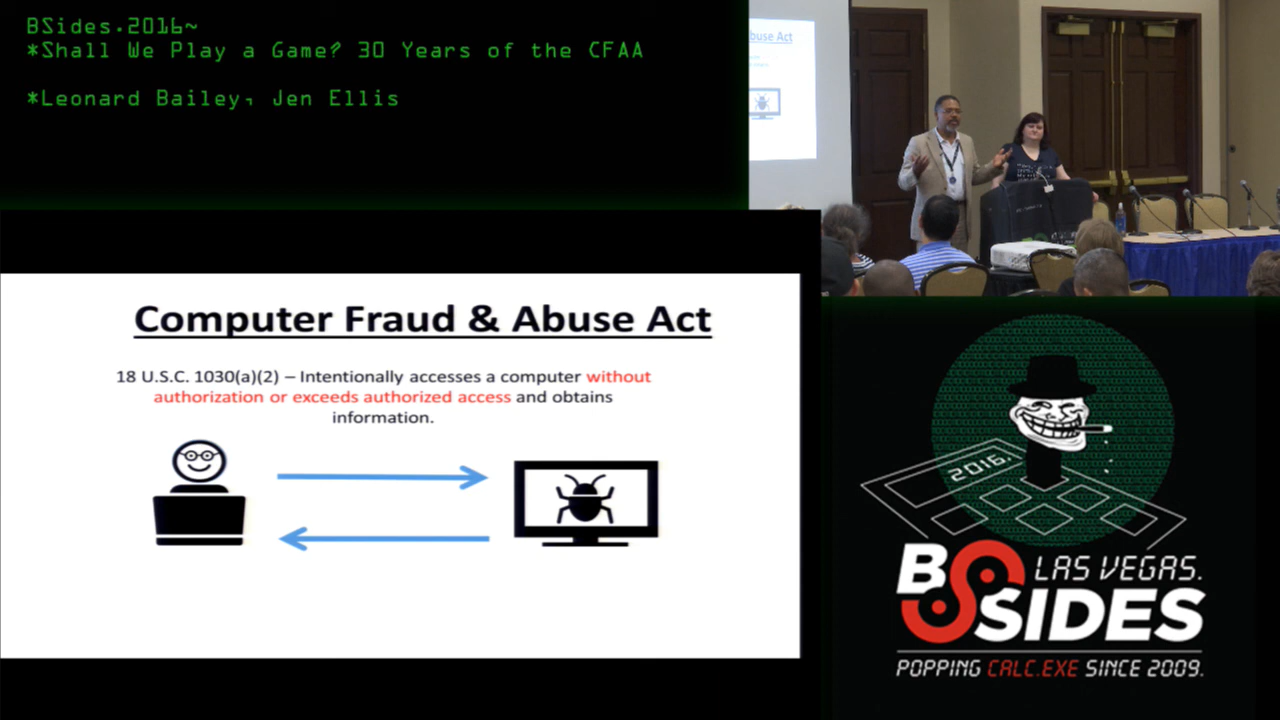 BSides.2016~
*Shall We Play a Game? 30 Years of the CFAA
*Leonard Bailey, Jen Ellis
buse Act
Computer Fraud & Abuse Act
18 U.S.C. 1030(a)(2) – Intentionally accesses a computer without
authorization or exceeds authorized access and obtains
information.
2016.
BSIDES
LAS VEGAS.
POPPING CALC.EXE SINCE 2009.